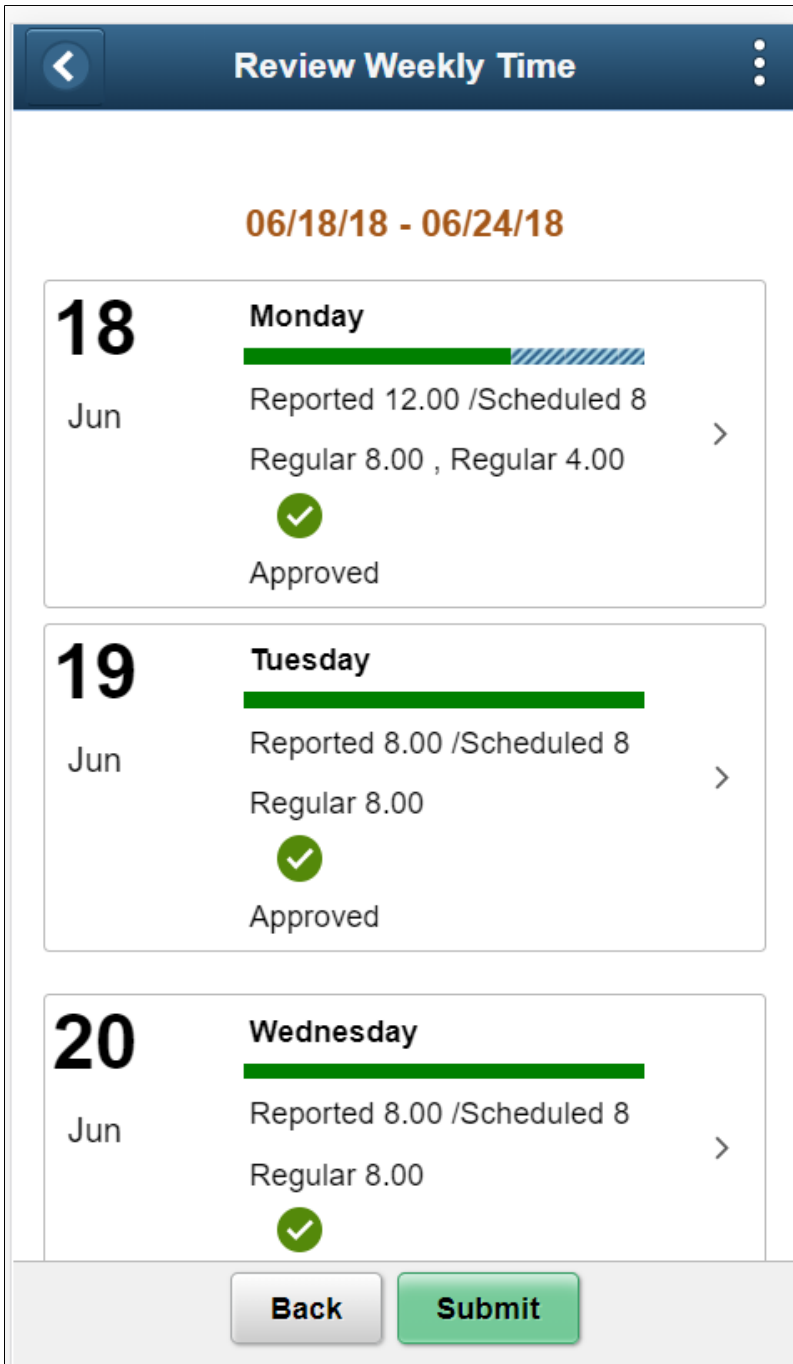 Review Weekly Time
06/18/18 - 06/24/18
18
Jun
Monday
Reported 12.00 /Scheduled 8
Regular 8.00 , Regular 4.00
Approved
19
Jun
Tuesday
Reported 8.00 /Scheduled 8
Regular 8.00
Approved
20
Jun
Wednesday
Reported 8.00 /Scheduled 8
Regular 8.00
Back
Submit